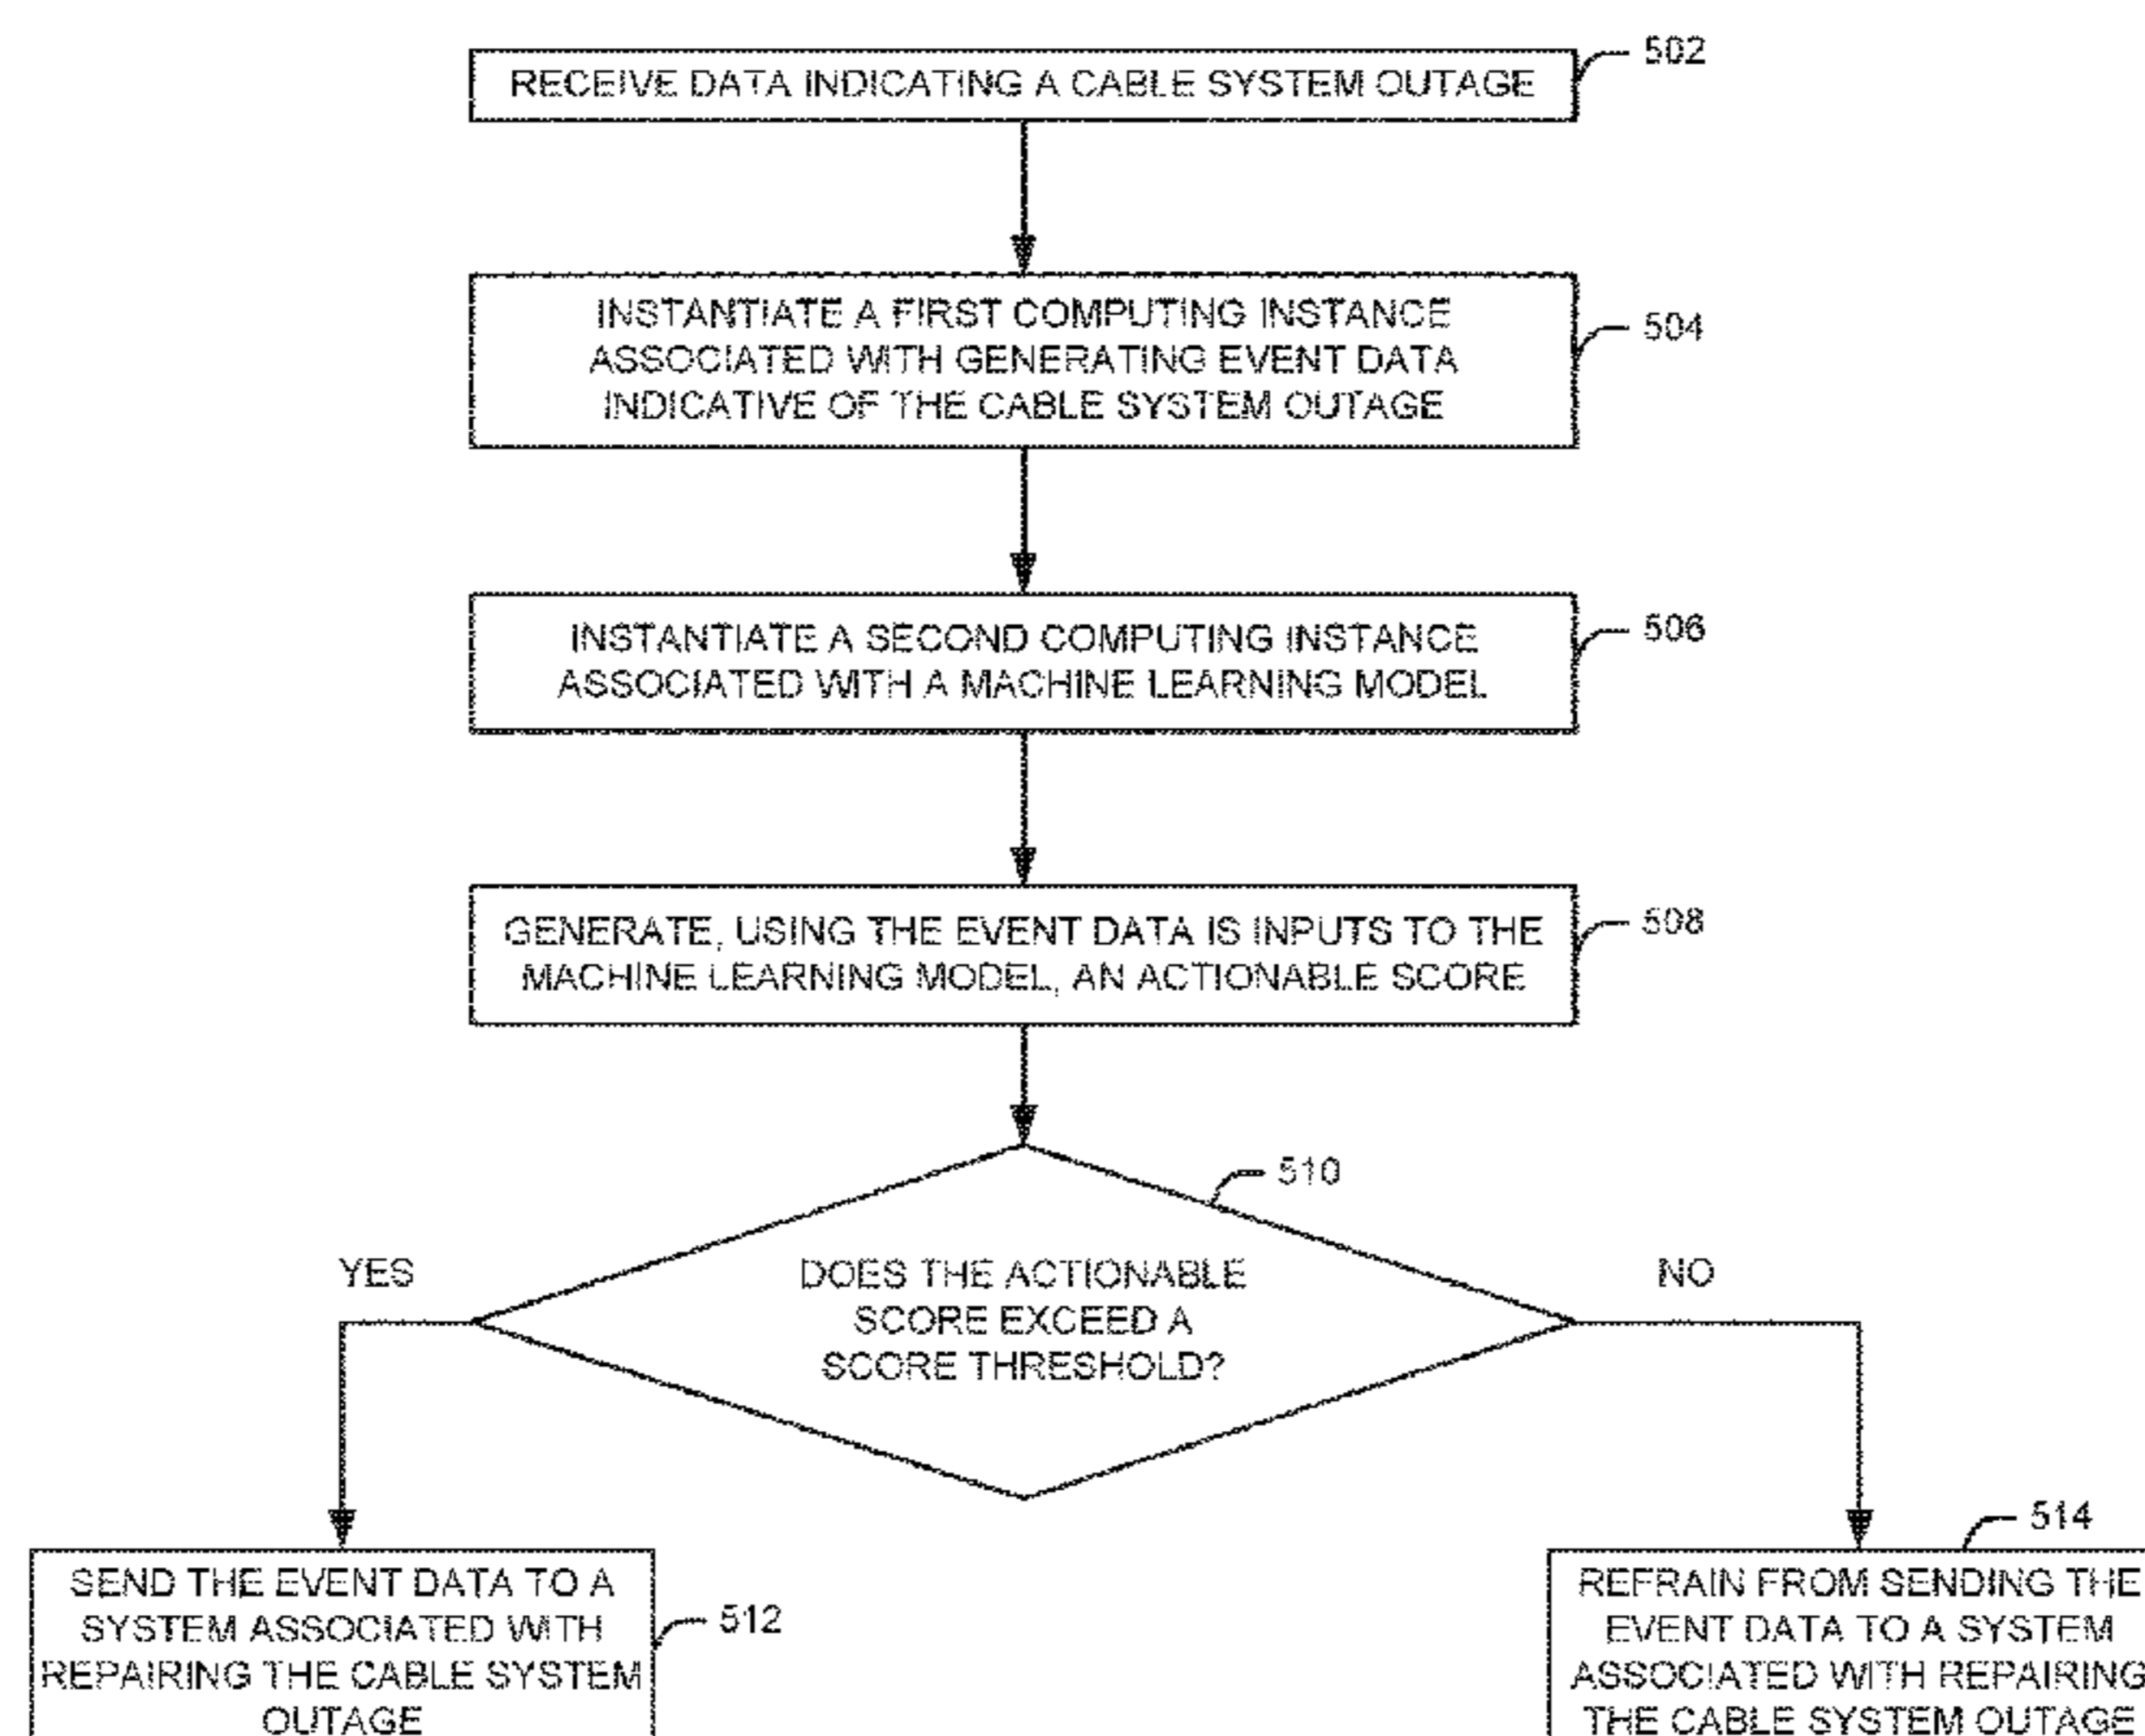 RECEIVE DATA INDICATING A CABLE SYSTEM OUTAGE
502
INSTANTIATE A FIRST COMPUTING INSTANCE
ASSOCIATED WITH GENERATING EVENT DATA
INDICATIVE OF THE CABLE SYSTEM OUTAGE
504
INSTANTIATE A SECOND COMPUTING INSTANCE
ASSOCIATED WITH A MACHINE LEARNING MODEL
506
GENERATE, USING THE EVENT DATA IS INPUTS TO THE
MACHINE LEARNING MODEL, AN ACTIONABLE SCORE
508
510
YES
DOES THE ACTIONABLE
SCORE EXCEED A
SCORE THRESHOLD?
NO
SEND THE EVENT DATA TO A
SYSTEM ASSOCIATED WITH
REPAIRING THE CABLE SYSTEM
OUTAGE
512
514
REFRAIN FROM SENDING THE
EVENT DATA TO A SYSTEM
ASSOCIATED WITH REPAIRING
THE CABLE SYSTEM OUTAGE